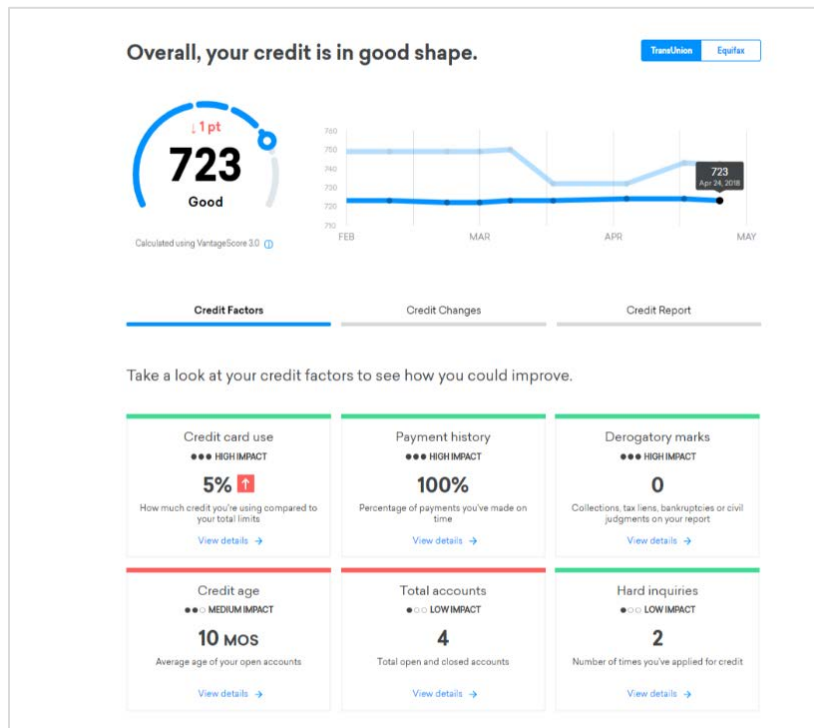 Overall, your credit is in good shape.
TransUnion Equifax
↓ 1 pt
723
Good
Calculated using VantageScore 3.0
760
750
740
730
720
710
FEB MAR APR MAY
723
Apr 24, 2018
Credit Factors Credit Changes Credit Report
Take a look at your credit factors to see how you could improve.
Credit card use
HIGH IMPACT
5% ↑
How much credit you're using compared to
your total limits
View details →
Payment history
HIGH IMPACT
100%
Percentage of payments you've made on
time
View details →
Derogatory marks
HIGH IMPACT
0
Collections, tax liens, bankruptcies or civil
judgments on your report
View details →
Credit age
MEDIUM IMPACT
10 MOS
Average age of your open accounts
View details →
Total accounts
LOW IMPACT
4
Total open and closed accounts
View details →
Hard inquiries
LOW IMPACT
2
Number of times you've applied for credit
View details →